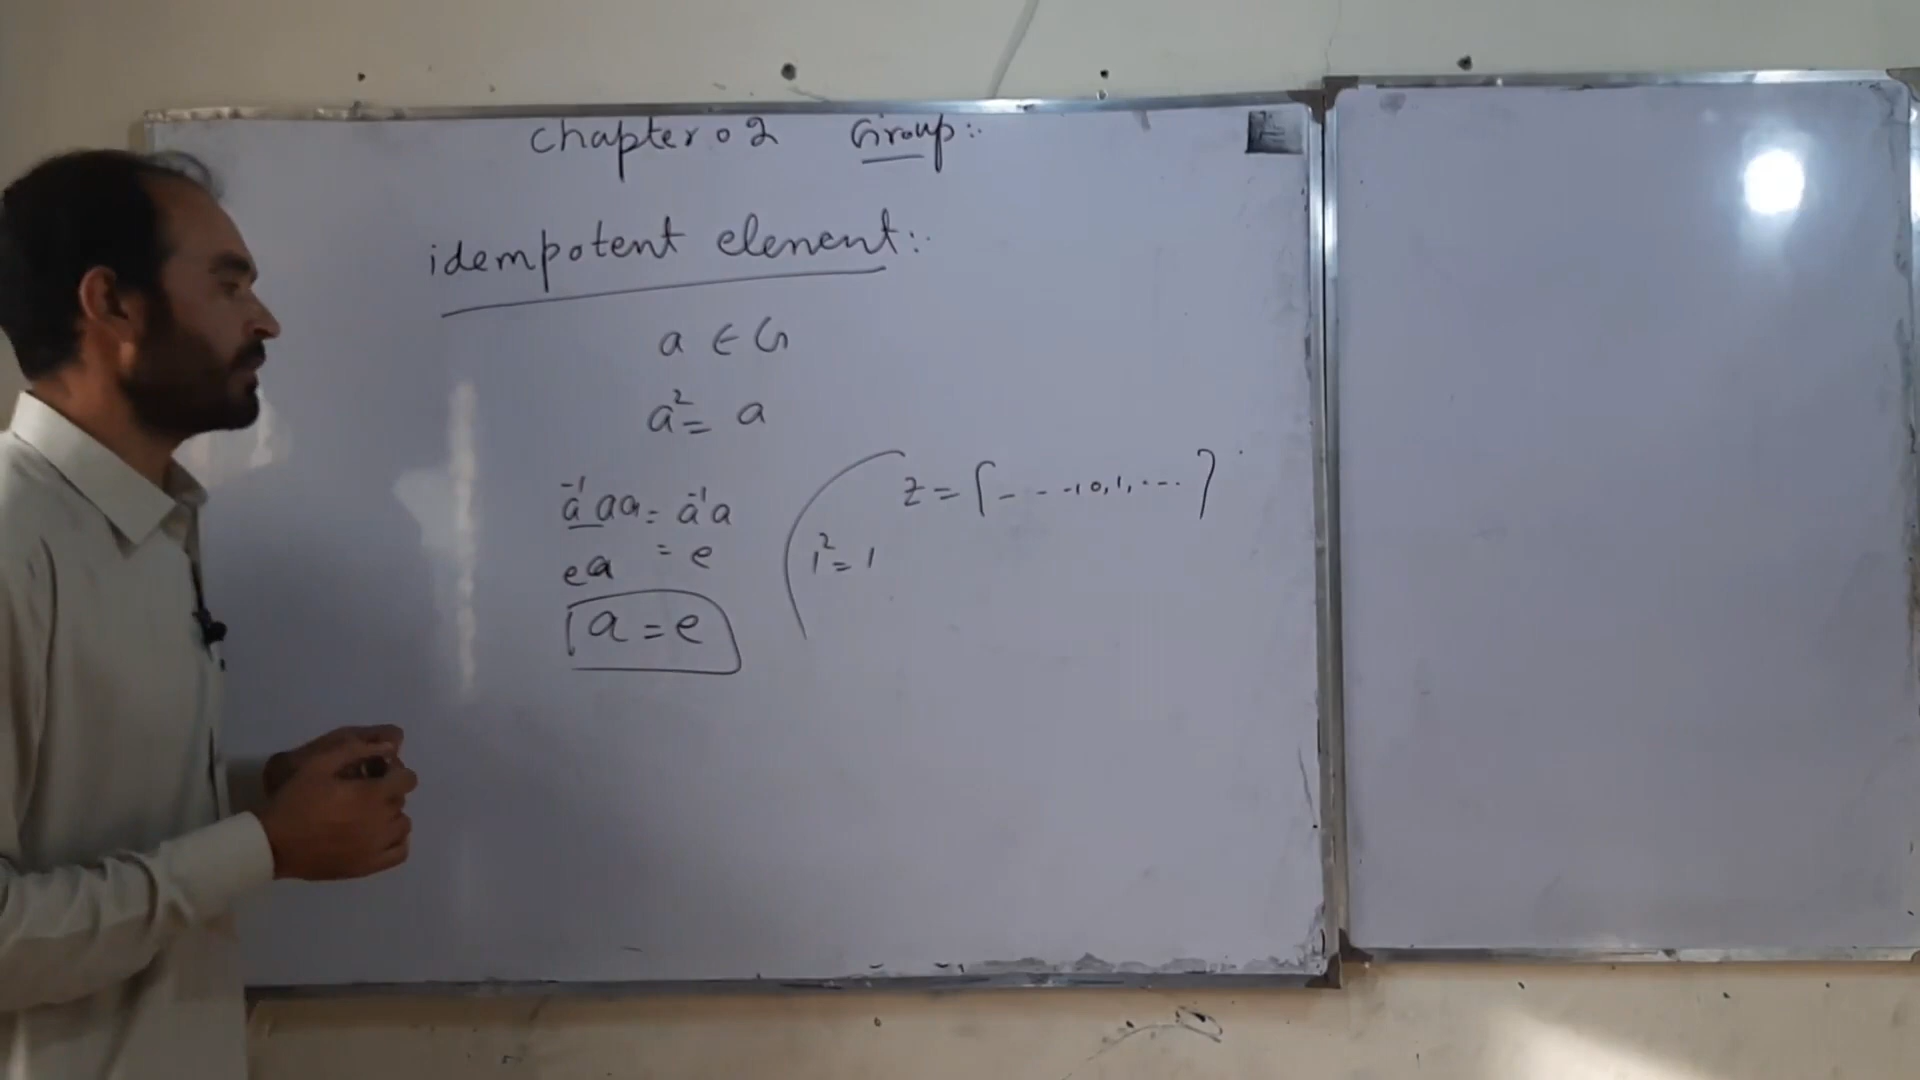 Chapter 02 Group:.
idempotent element:.
a ∈ G
a² = a
a⁻¹aa = a⁻¹a
ea = e
a = e
Z = { - - -1 0, 1, .... }
1² = 1